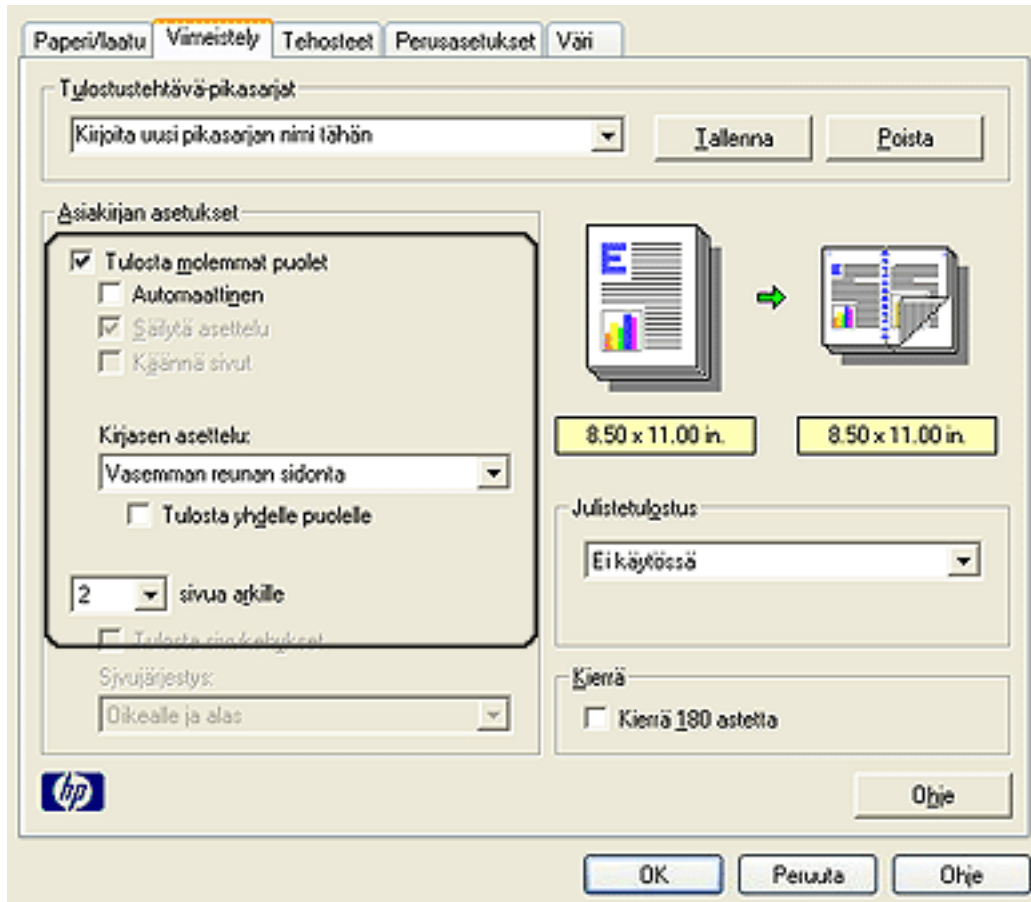 Paperi/laatu Viimeistely Tehosteet Perusasetukset Väri
Tulostustehtävä-pikasarjat
Kirjoita uusi pikasarjan nimi tähän Tallenna Poista
Asiakirjan asetukset
Tulosta molemmat puolet
Automaattinen
Säilytä asettelu
Käännä sivut
E
Kirjasen asettelu:
Vasemman reunan sidonta
Tulosta yhdelle puolelle
2 sivua arkille
Tulosta sivukehykset
Sivujärjestys:
Oikealle ja alas
8.50 x 11.00 in. 8.50 x 11.00 in.
Julistetulostus
Ei käytössä
Kierrä
Kierrä 180 astetta
hp
Ohje
OK Peruuta Ohje